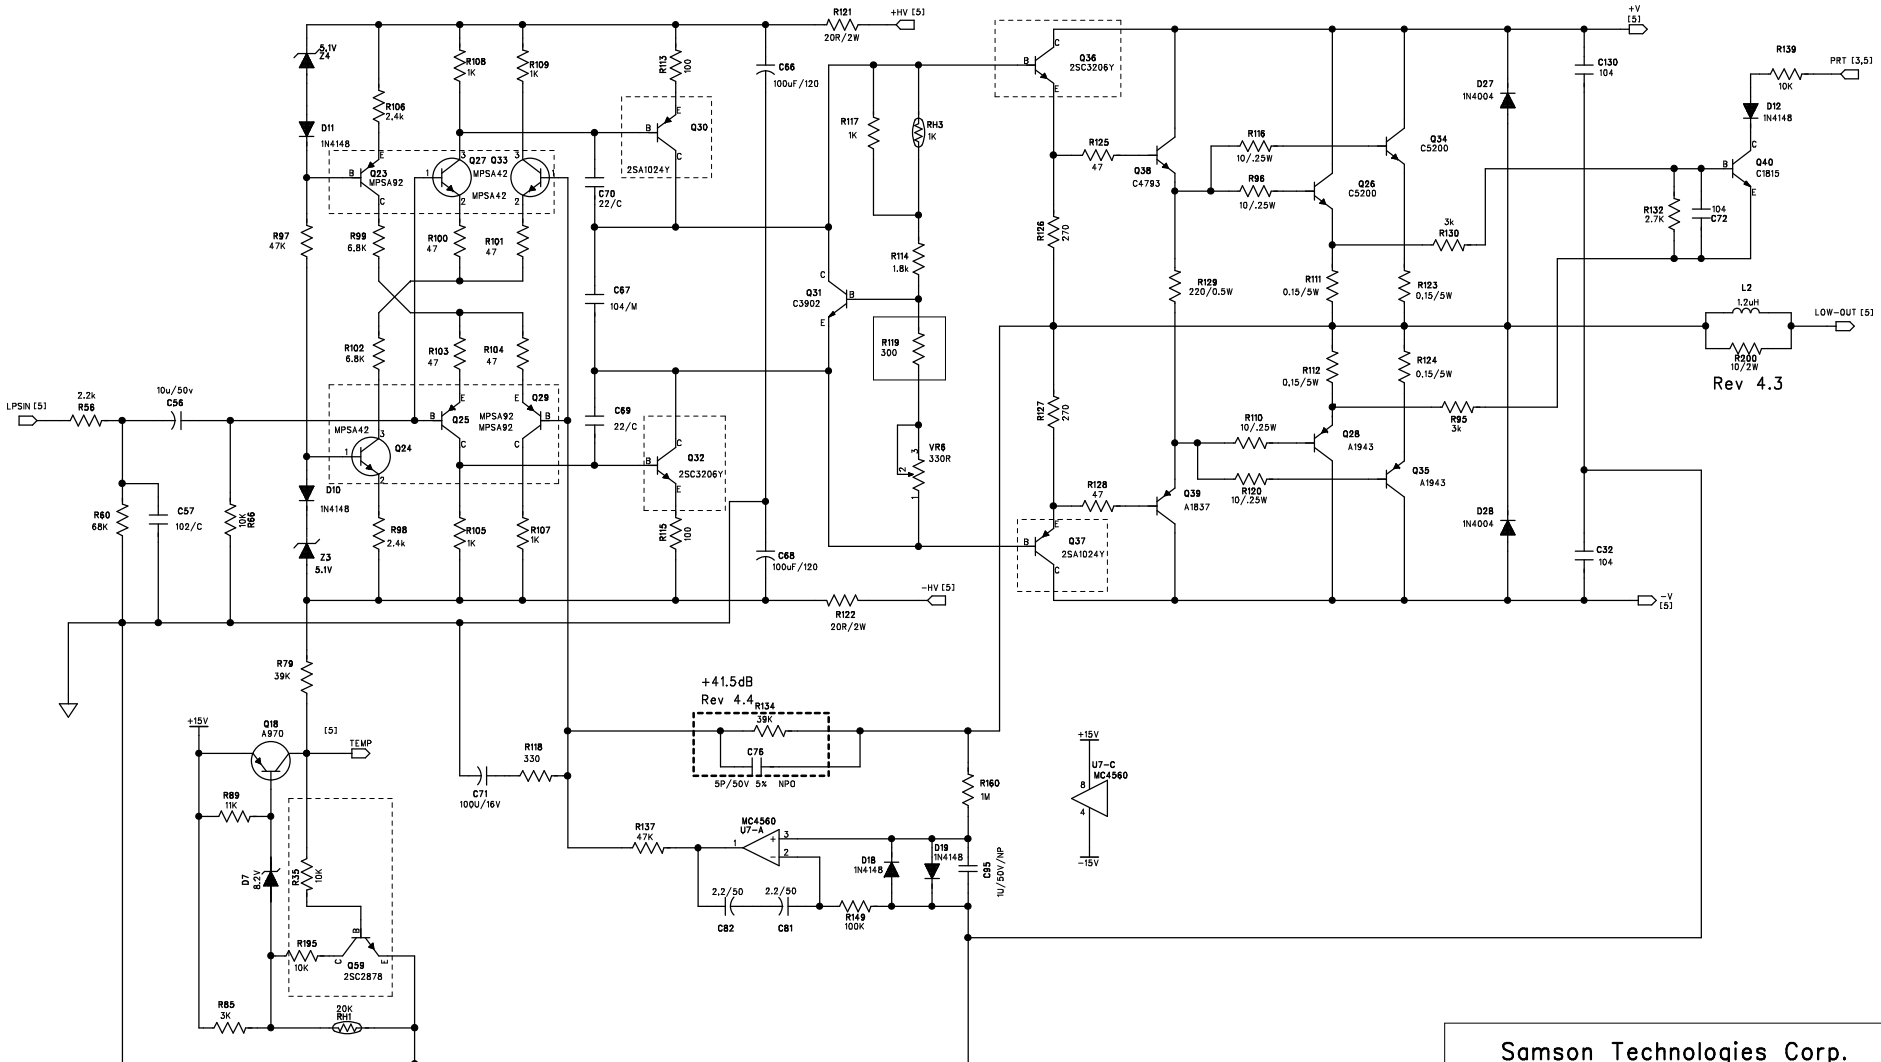 R121
20R/2W
+HV [5]
5.1V
Z4
R108
1K
R109
1K
R113
100
C66
100uF/120
R106
2.4k
D11
1N4148
Q23
MPSA92
Q27 Q33
MPSA42
MPSA42
Q30
2SA1024Y
C70
22/C
R97
47K
R99
6.8K
R100
47
R101
47
C67
104/M
R102
6.8K
R103
47
R104
47
R117
1K
RH3
1K
R114
1.8k
Q31
C3902
R119
300
VR6
330R
Q36
2SC3206Y
R125
47
Q38
C4793
R116
10/.25W
R96
10/.25W
Q34
C5200
Q26
C5200
R126
270
R129
220/0.5W
R111
0.15/5W
R123
0.15/5W
3k
R130
D27
1N4004
+V
[5]
C130
104
R139
10K
PRT [3,5]
D12
1N4148
Q40
C1815
R132
2.7K
104
C72
L2
1.2uH
R200
10/2W
LOW-OUT [5]
Rev 4.3
LPSIN [5]
2.2k
R56
10u/50v
C56
MPSA42
Q24
Q25
MPSA92
MPSA92
Q29
C69
22/C
Q32
2SC3206Y
R60
68K
C57
102/C
10K
R66
D10
1N4148
Z3
5.1V
R98
2.4k
R105
1K
R107
1K
R115
100
C68
100uF/120
-HV [5]
R122
20R/2W
R127
270
R128
47
Q37
2SA1024Y
Q39
A1837
R110
10/.25W
R120
10/.25W
Q28
A1943
Q35
A1943
R112
0.15/5W
R124
0.15/5W
R95
3k
D28
1N4004
C32
104
-V
[5]
R79
39K
+15V
Q18
A970
[5]
TEMP
R89
11K
D7
8.2V
R35
10K
R195
10K
Q59
2SC2878
R85
3K
20K
RH1
C71
100U/16V
R118
330
+41.5dB
Rev 4.4
R134
39K
C76
5P/50V 5% NPO
R160
1M
R137
47K
MC4560
U7-A
D18
1N4148
D19
1N4148
C95
1U/50V/NP
2.2/50
C82
2.2/50
C81
R149
100K
+15V
U7-C
MC4560
8
4
-15V
Samson Technologies Corp.